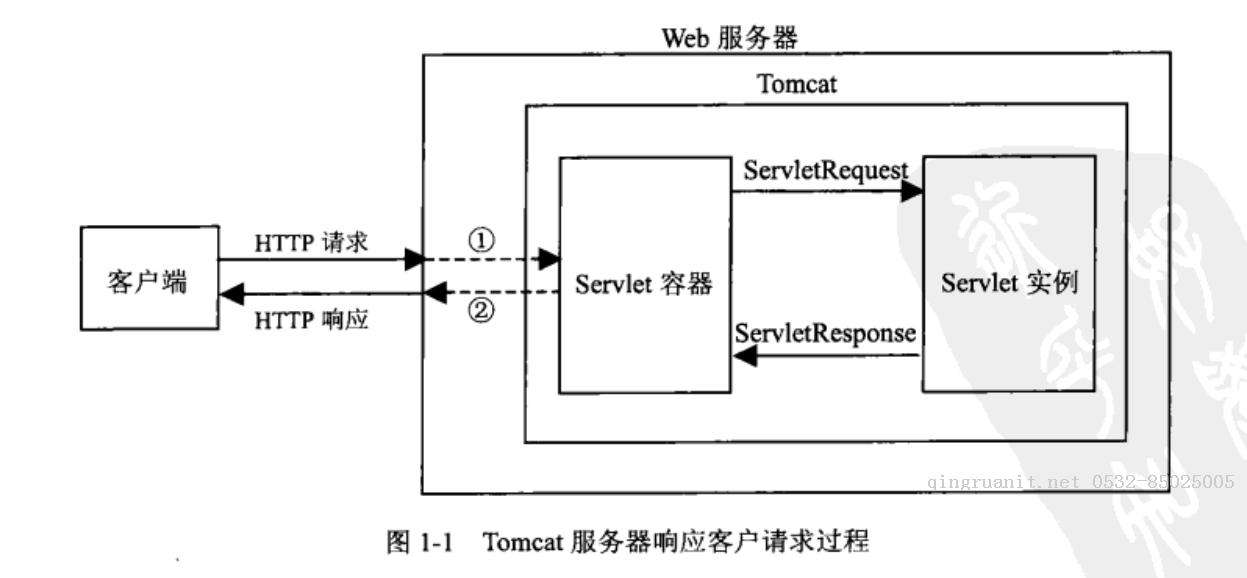 Web 服务器
Tomcat
ServletRequest
HTTP 请求
①
客户端
Servlet 容器
Servlet 实例
②
HTTP 响应
ServletResponse
qingruanit.net 0532-85025005
图 1-1 Tomcat 服务器响应客户请求过程